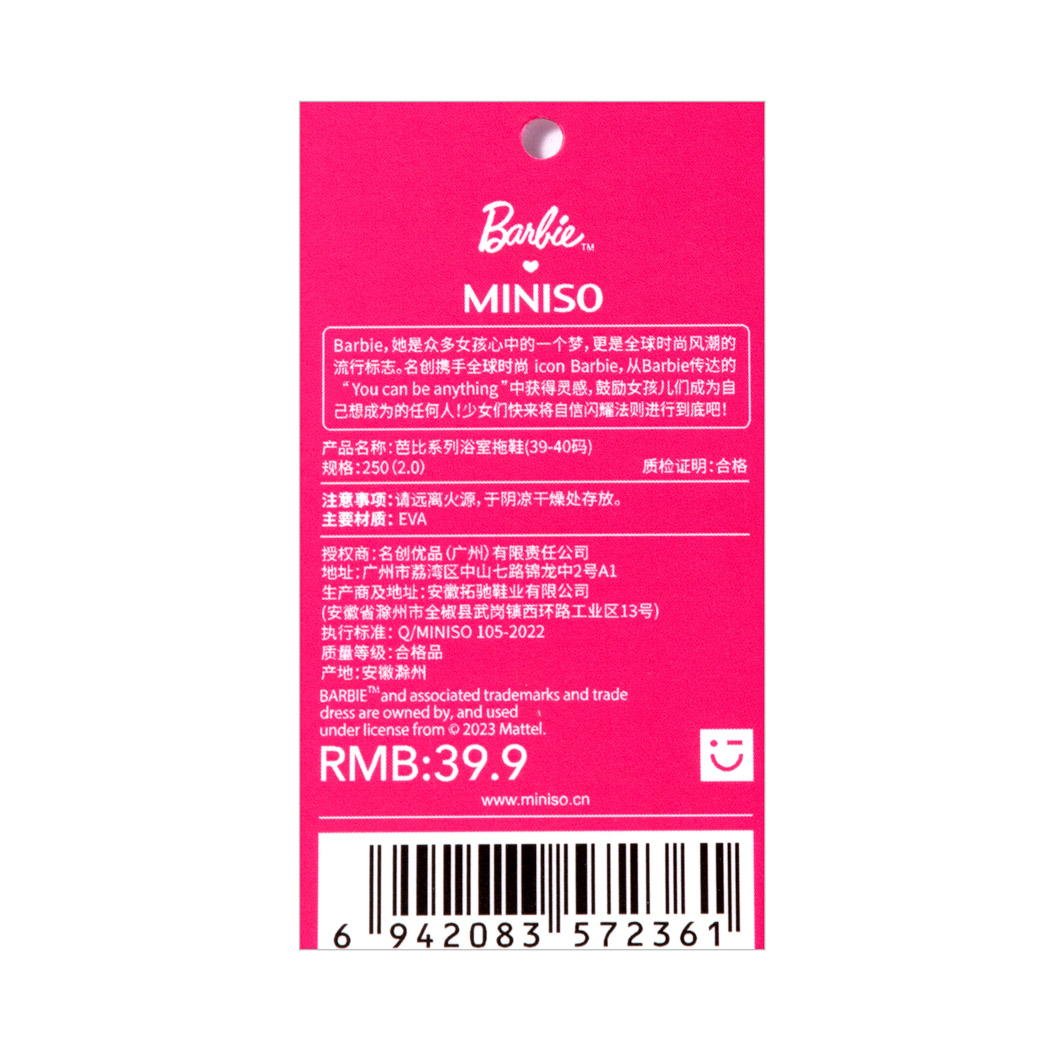 Barbie™
MINISO
Barbie,她是众多女孩心中的一个梦,更是全球时尚风潮的
流行标志。名创携手全球时尚 icon Barbie,从Barbie传达的
“You can be anything”中获得灵感,鼓励女孩儿们成为自
己想成为的任何人!少女们快来将自信闪耀法则进行到底吧!
产品名称:芭比系列浴室拖鞋(39-40码)
规格:250(2.0) 质检证明:合格
注意事项:请远离火源,于阴凉干燥处存放。
主要材质: EVA
授权商:名创优品(广州)有限责任公司
地址:广州市荔湾区中山七路锦龙中2号A1
生产商及地址:安徽拓驰鞋业有限公司
(安徽省滁州市全椒县武岗镇西环路工业区13号)
执行标准: Q/MINISO 105-2022
质量等级:合格品
产地:安徽滁州
BARBIE™and associated trademarks and trade
dress are owned by, and used
under license from © 2023 Mattel.
RMB:39.9
www.miniso.cn
6 942083 572361